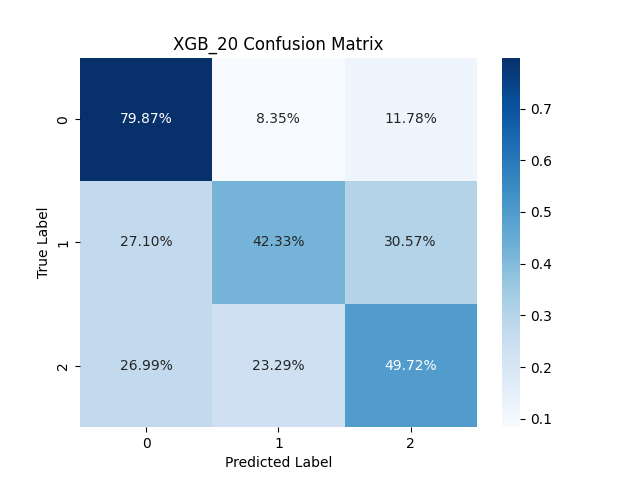 XGB_20 Confusion Matrix
0 79.87% 8.35% 11.78%
1 27.10% 42.33% 30.57%
2 26.99% 23.29% 49.72%
0 1 2
Predicted Label
True Label
0.7
0.6
0.5
0.4
0.3
0.2
0.1